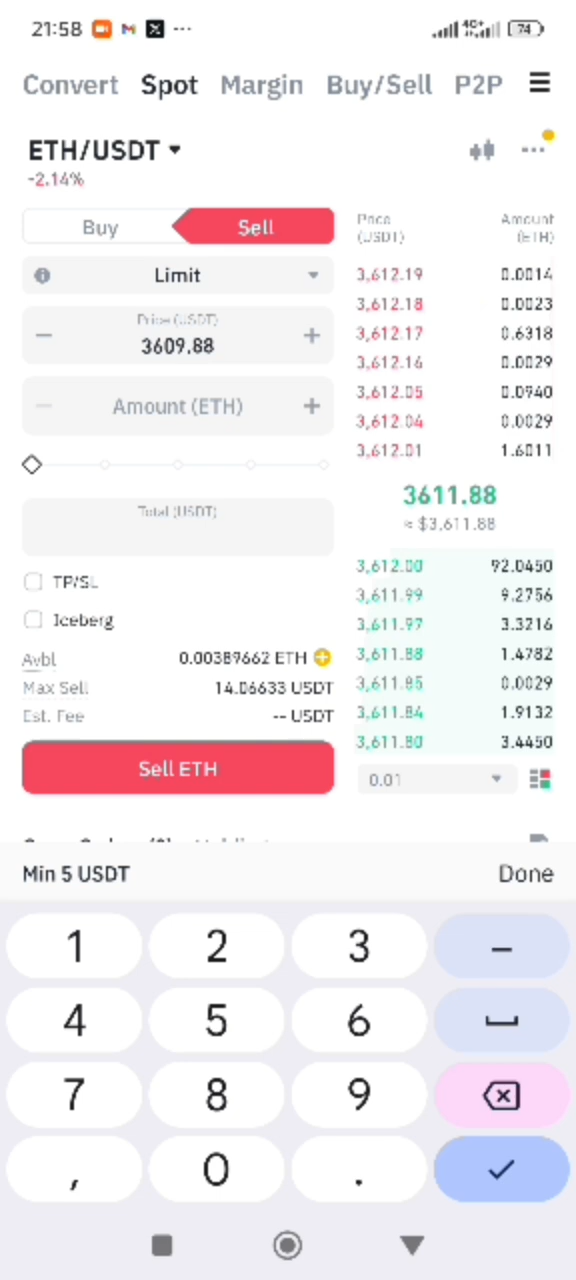 21:58 ... 4G+ 74
Convert Spot Margin Buy/Sell P2P
ETH/USDT
-2.14%
Buy Sell
Limit
Price (USDT)
3609.88
Amount (ETH)
Total (USDT)
TP/SL
Iceberg
Avbl 0.00389662 ETH
Max Sell 14.06633 USDT
Est. Fee -- USDT
Sell ETH
Price (USDT) Amount (ETH)
3,612.19 0.0014
3,612.18 0.0023
3,612.17 0.6318
3,612.16 0.0029
3,612.05 0.0940
3,612.04 0.0029
3,612.01 1.6011
3611.88
≈ $3,611.88
3,612.00 92.0450
3,611.99 9.2756
3,611.97 3.3216
3,611.88 1.4782
3,611.85 0.0029
3,611.84 1.9132
3,611.80 3.4450
0.01
Min 5 USDT Done
1 2 3 –
4 5 6
7 8 9
, 0 .